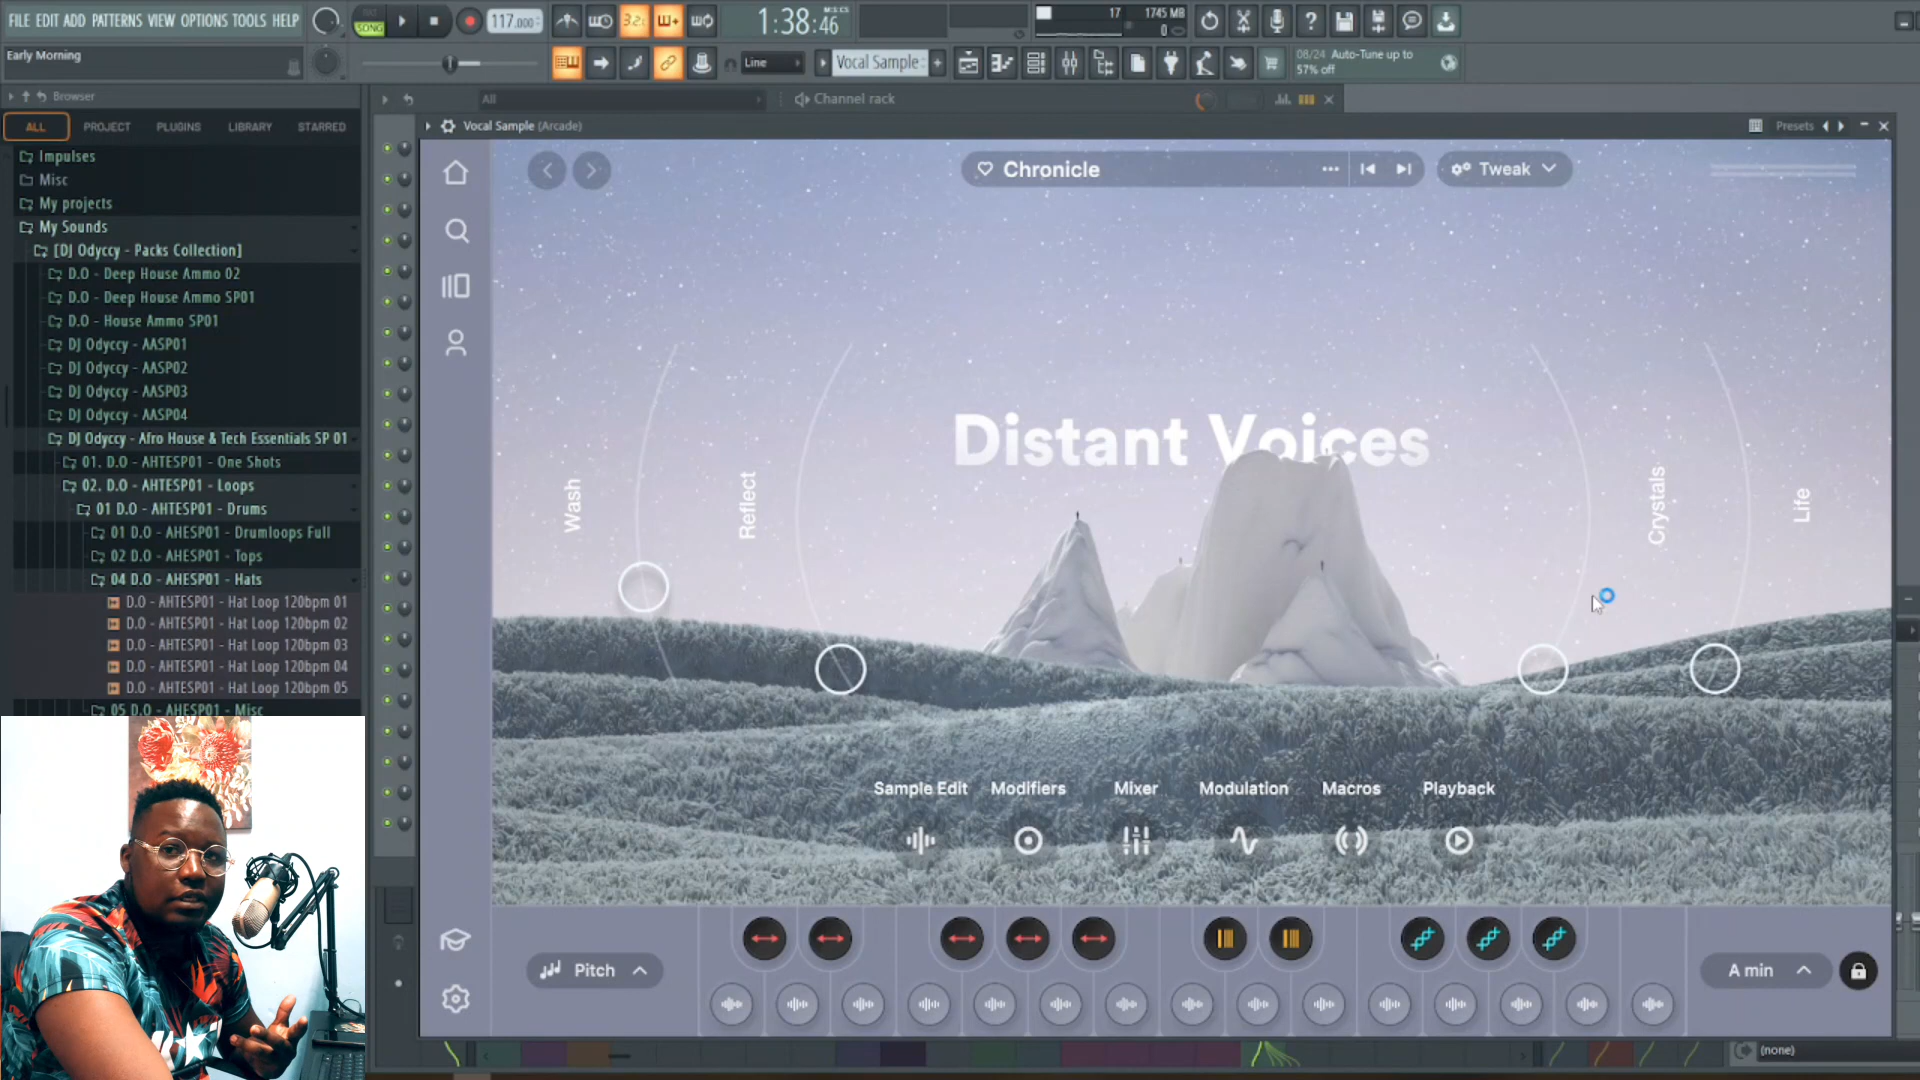 FILE EDIT ADD PATTERNS VIEW OPTIONS TOOLS HELP
SONG
117.000
3.2.
1:38:46
M:S:CS
17
1745 MB
0
Early Morning
Line
Vocal Sample
08/24 Auto-Tune up to
57% off
Browser
All
Channel rack
ALL
PROJECT
PLUGINS
LIBRARY
STARRED
Vocal Sample (Arcade)
Presets
Impulses
Misc
My projects
My Sounds
[DJ Odyccy - Packs Collection]
D.O - Deep House Ammo 02
D.O - Deep House Ammo SP01
D.O - House Ammo SP01
DJ Odyccy - AASP01
DJ Odyccy - AASP02
DJ Odyccy - AASP03
DJ Odyccy - AASP04
DJ Odyccy - Afro House & Tech Essentials SP 01
01. D.O - AHTESP01 - One Shots
02. D.O - AHTESP01 - Loops
01 D.O - AHTESP01 - Drums
01 D.O - AHESP01 - Drumloops Full
02 D.O - AHESP01 - Tops
04 D.O - AHESP01 - Hats
D.O - AHTESP01 - Hat Loop 120bpm 01
D.O - AHTESP01 - Hat Loop 120bpm 02
D.O - AHTESP01 - Hat Loop 120bpm 03
D.O - AHTESP01 - Hat Loop 120bpm 04
D.O - AHTESP01 - Hat Loop 120bpm 05
05 D.O - AHESP01 - Misc
Chronicle
Tweak
Distant Voices
Wash
Reflect
Crystals
Life
Sample Edit
Modifiers
Mixer
Modulation
Macros
Playback
Pitch
A min
(none)